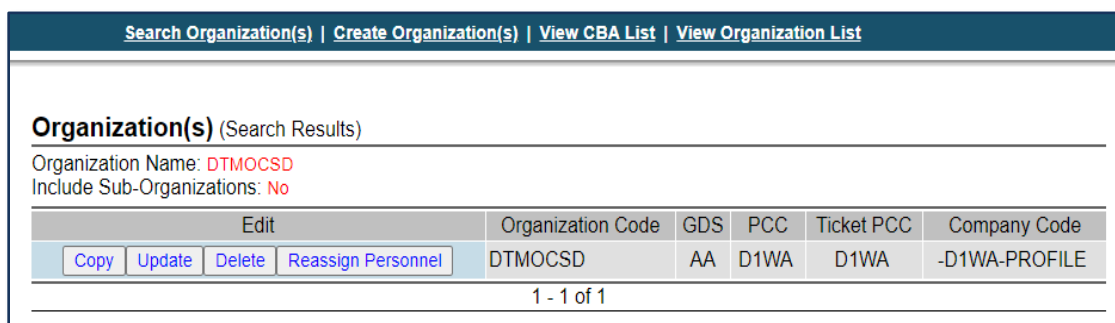 Search Organization(s) | Create Organization(s) | View CBA List | View Organization List
Organization(s) (Search Results)
Organization Name: DTMOCSD
Include Sub-Organizations: No
Edit Organization Code GDS PCC Ticket PCC Company Code
Copy Update Delete Reassign Personnel DTMOCSD AA D1WA D1WA -D1WA-PROFILE
1 - 1 of 1